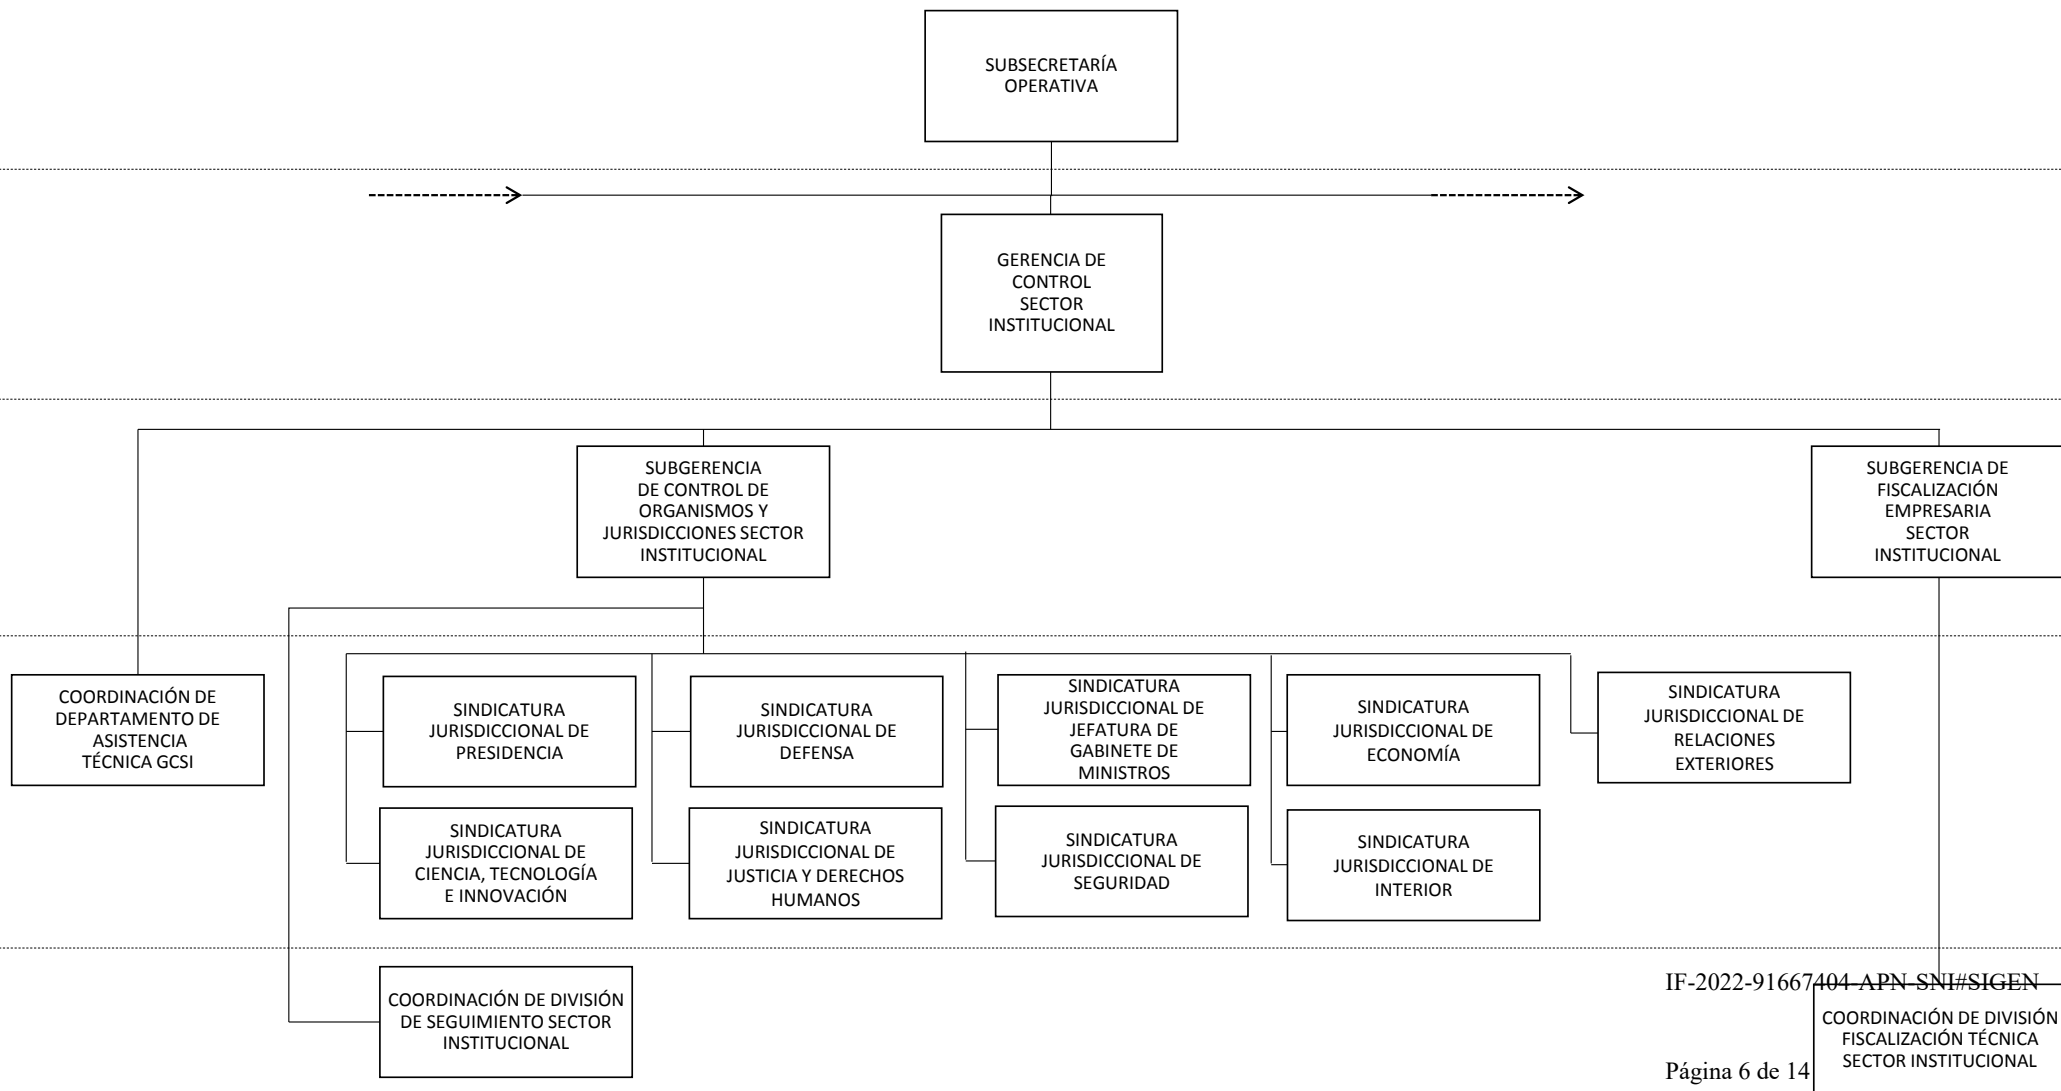 SUBSECRETARÍA
OPERATIVA
GERENCIA DE
CONTROL
SECTOR
INSTITUCIONAL
SUBGERENCIA
DE CONTROL DE
ORGANISMOS Y
JURISDICCIONES SECTOR
INSTITUCIONAL
SUBGERENCIA DE
FISCALIZACIÓN
EMPRESARIA
SECTOR
INSTITUCIONAL
COORDINACIÓN DE
DEPARTAMENTO DE
ASISTENCIA
TÉCNICA GCSI
SINDICATURA
JURISDICCIONAL DE
PRESIDENCIA
SINDICATURA
JURISDICCIONAL DE
DEFENSA
SINDICATURA
JURISDICCIONAL DE
JEFATURA DE
GABINETE DE
MINISTROS
SINDICATURA
JURISDICCIONAL DE
ECONOMÍA
SINDICATURA
JURISDICCIONAL DE
RELACIONES
EXTERIORES
SINDICATURA
JURISDICCIONAL DE
CIENCIA, TECNOLOGÍA
E INNOVACIÓN
SINDICATURA
JURISDICCIONAL DE
JUSTICIA Y DERECHOS
HUMANOS
SINDICATURA
JURISDICCIONAL DE
SEGURIDAD
SINDICATURA
JURISDICCIONAL DE
INTERIOR
COORDINACIÓN DE DIVISIÓN
DE SEGUIMIENTO SECTOR
INSTITUCIONAL
IF-2022-91667404-APN-SNI#SIGEN
COORDINACIÓN DE DIVISIÓN
FISCALIZACIÓN TÉCNICA
SECTOR INSTITUCIONAL
Página 6 de 14